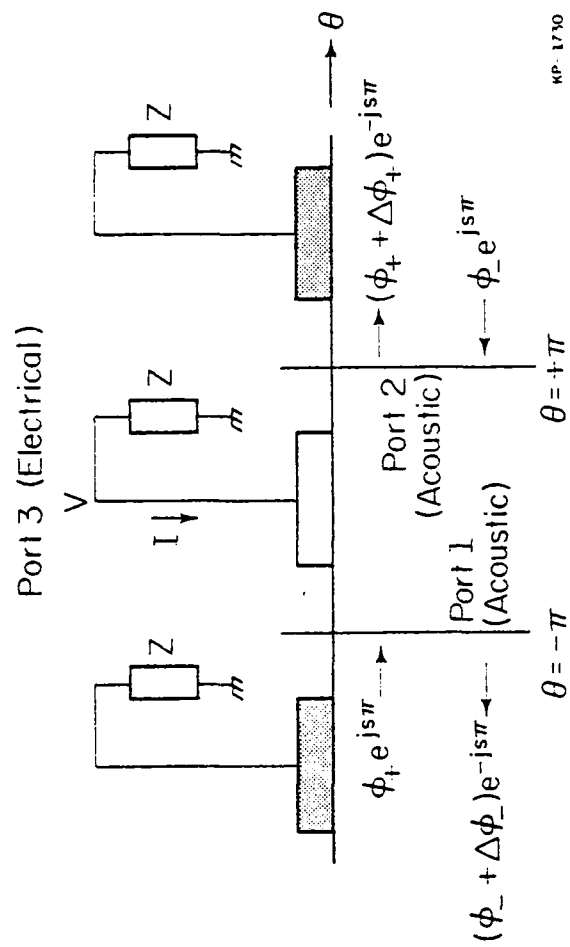 Port 3 (Electrical)
V
I
Z
Z
Z
θ
ϕ₊ e^{jsπ}
(ϕ₊ + Δϕ₊) e^{-jsπ}
(ϕ₋ + Δϕ₋) e^{-jsπ}
ϕ₋ e^{jsπ}
Port 1
(Acoustic)
Port 2
(Acoustic)
θ = -π
θ = +π
KP-1730